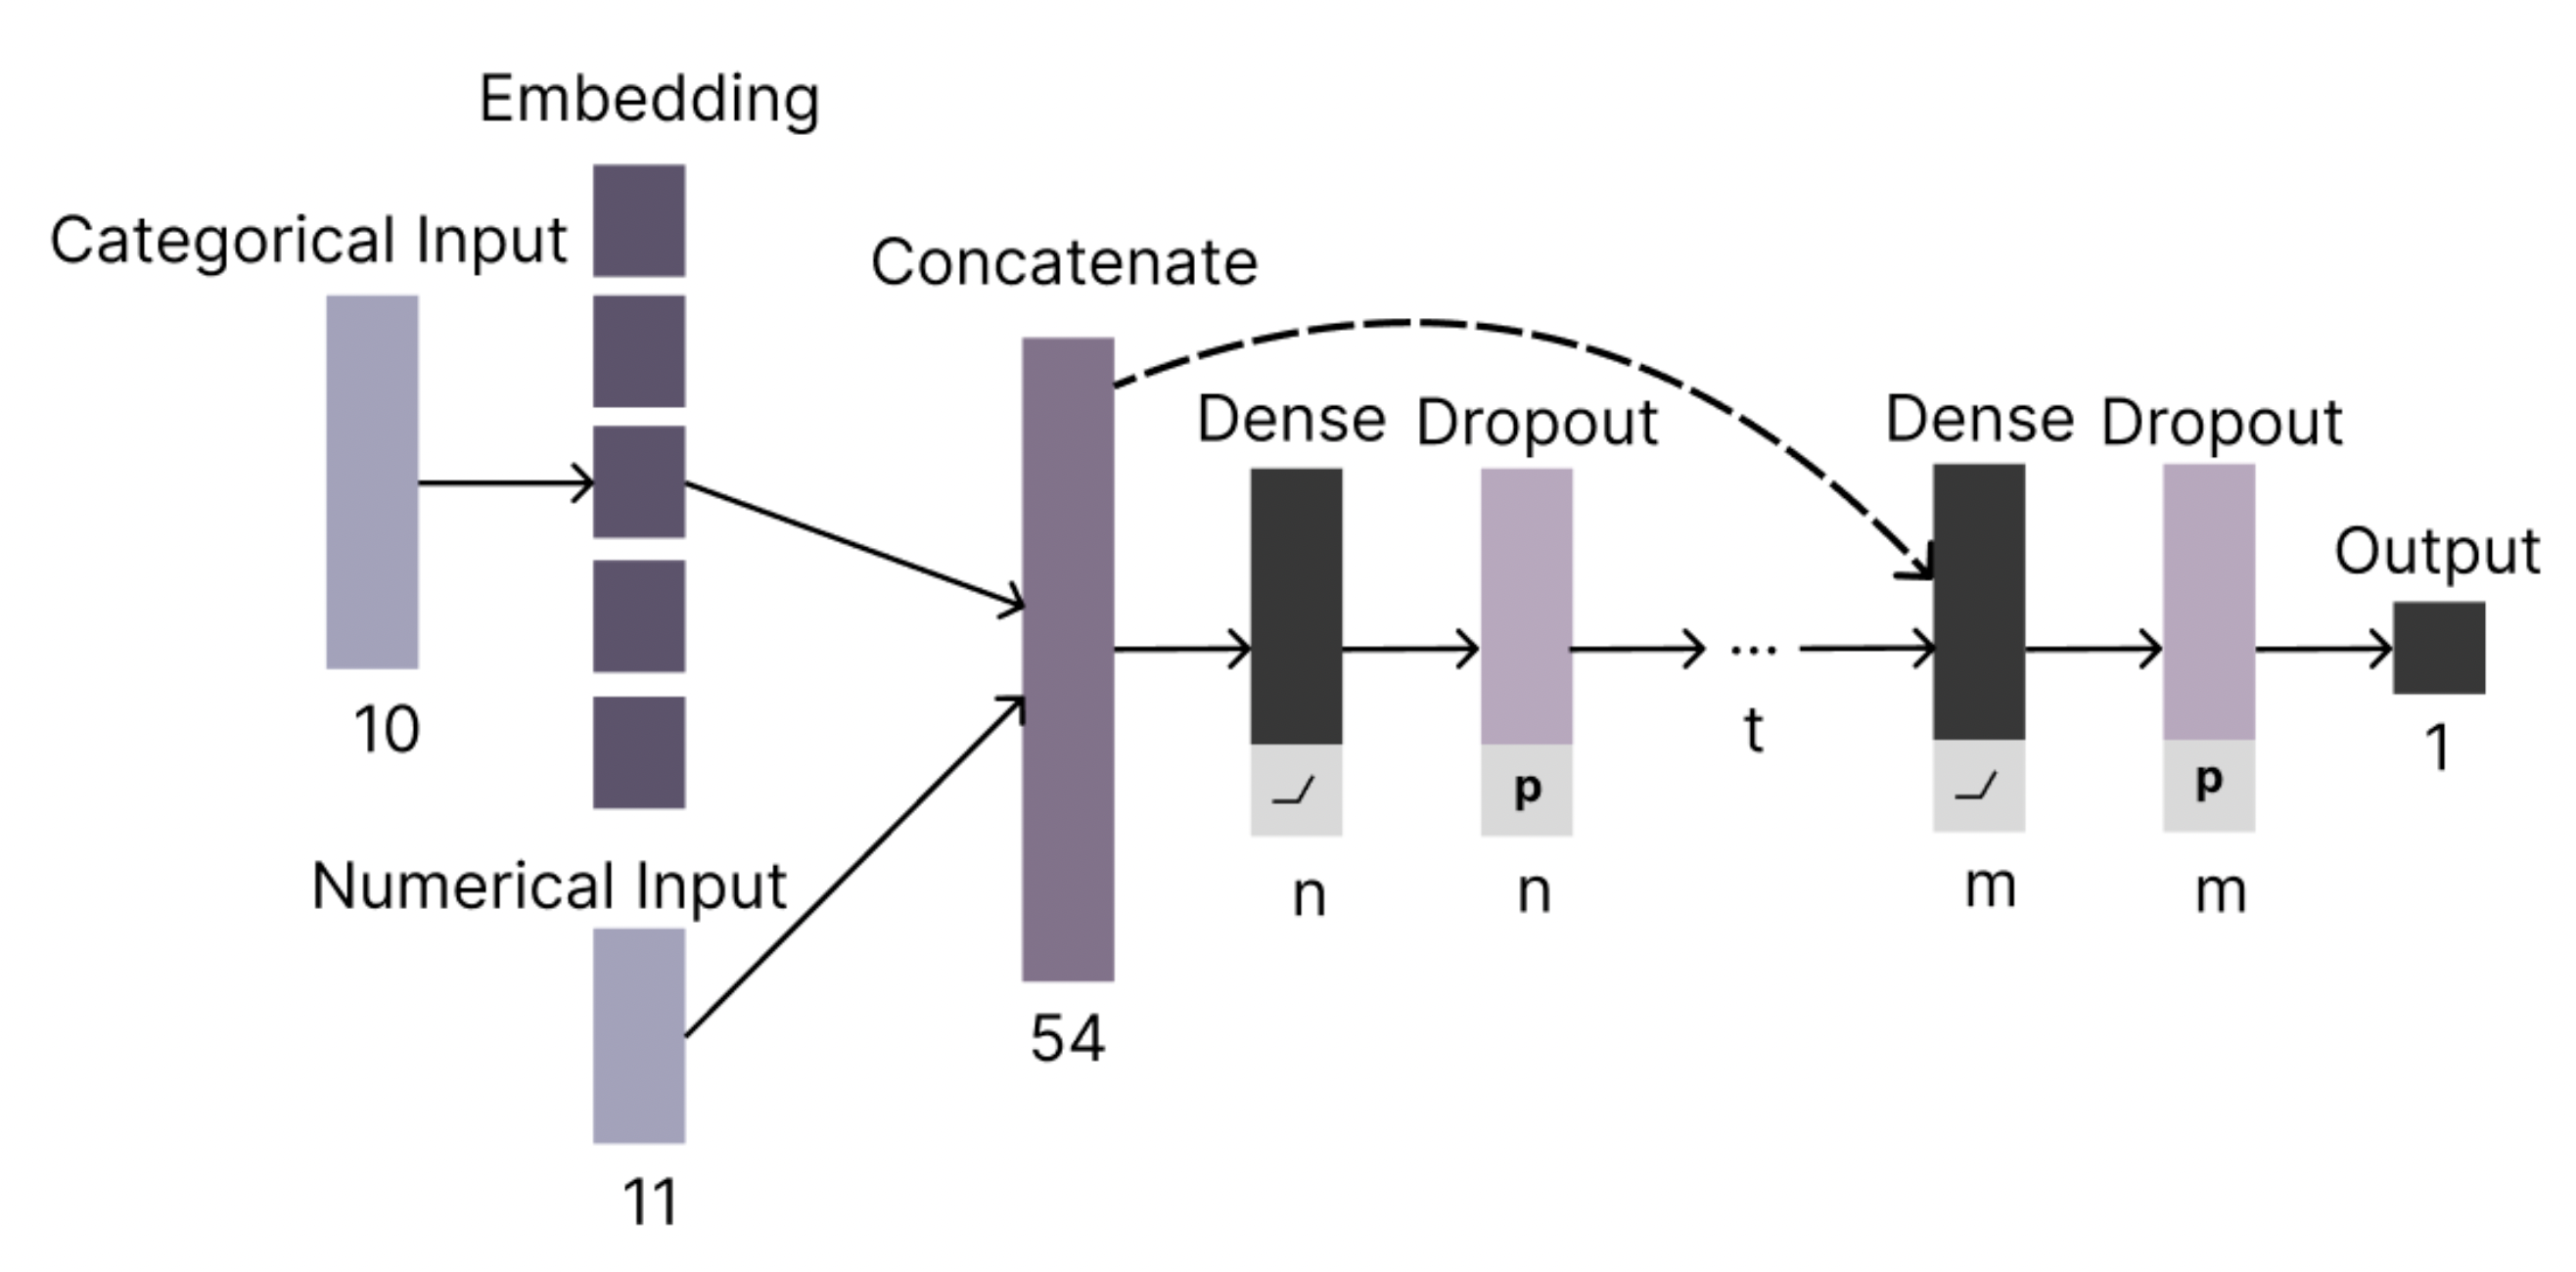 Embedding
Categorical Input
10
Numerical Input
11
Concatenate
54
Dense
n
Dropout
p
n
...
t
Dense
m
Dropout
p
m
Output
1